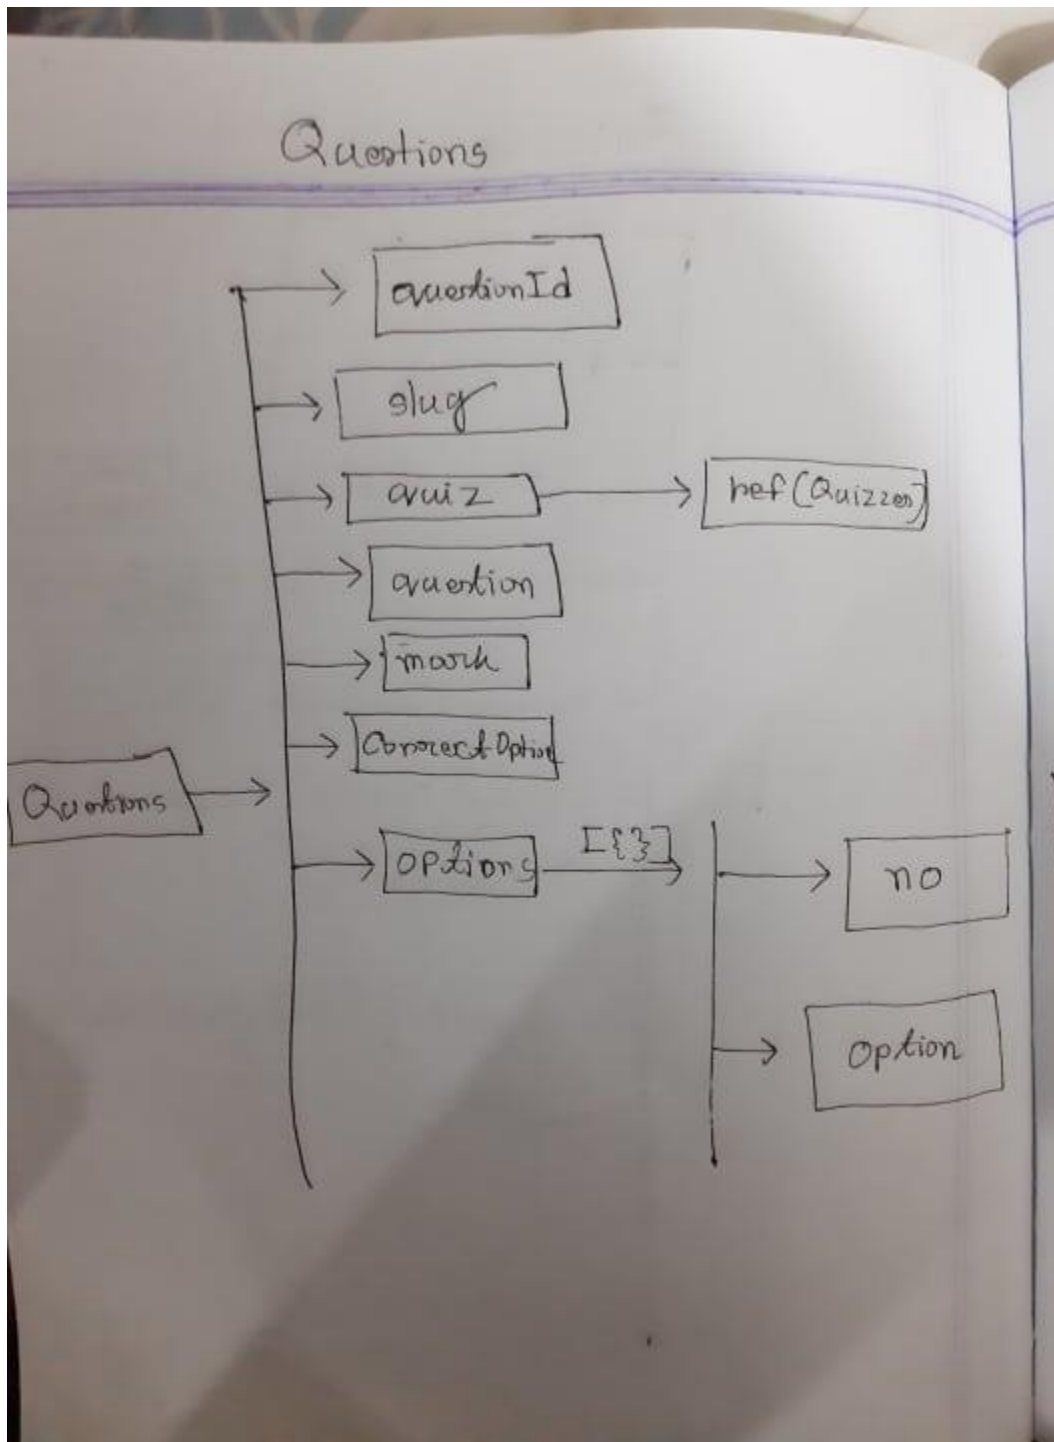 Questions
questionId
slug
quiz
ref(Quizzes)
question
mark
CorrectOption
Questions
options
[{}]
no
option